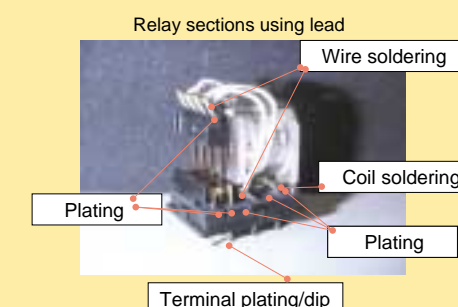 Relay sections using lead
Wire soldering
Coil soldering
Plating
Plating
Terminal plating/dip